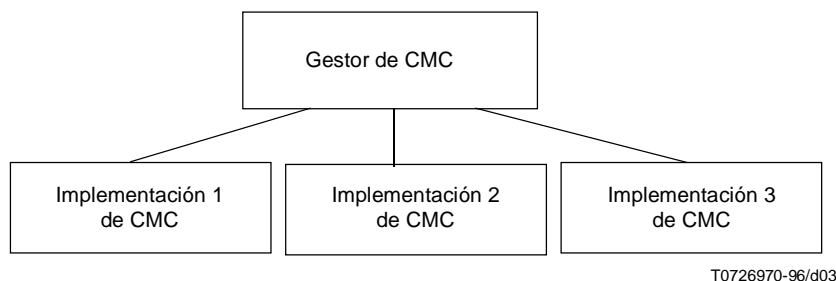 Gestor de CMC
Implementación 1
de CMC
Implementación 2
de CMC
Implementación 3
de CMC
T0726970-96/d03